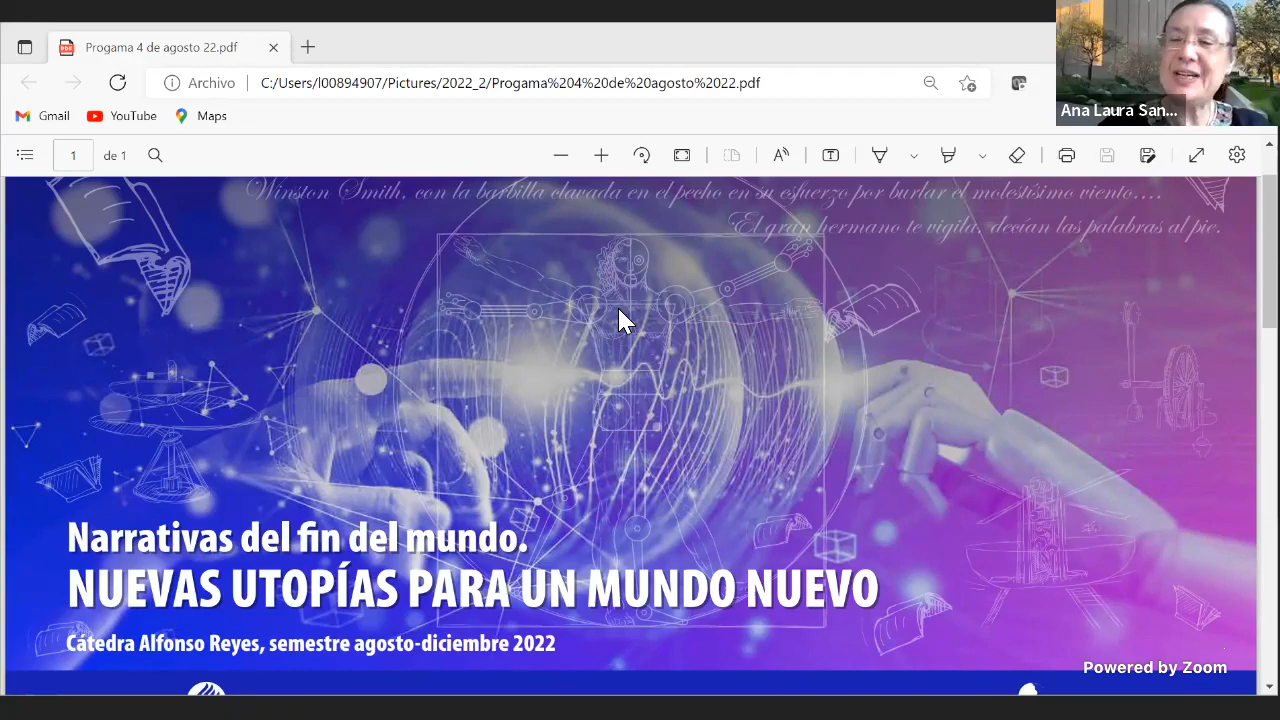 Progama 4 de agosto 22.pdf
Archivo
C:/Users/l00894907/Pictures/2022_2/Progama%204%20de%20agosto%2022.pdf
Gmail
YouTube
Maps
Ana Laura San...
1
de 1
Winston Smith, con la barbilla clavada en el pecho en su esfuerzo por burlar el molestísimo viento....
El gran hermano te vigila, decían las palabras al pie.
Narrativas del fin del mundo.
NUEVAS UTOPÍAS PARA UN MUNDO NUEVO
Cátedra Alfonso Reyes, semestre agosto-diciembre 2022
Powered by Zoom